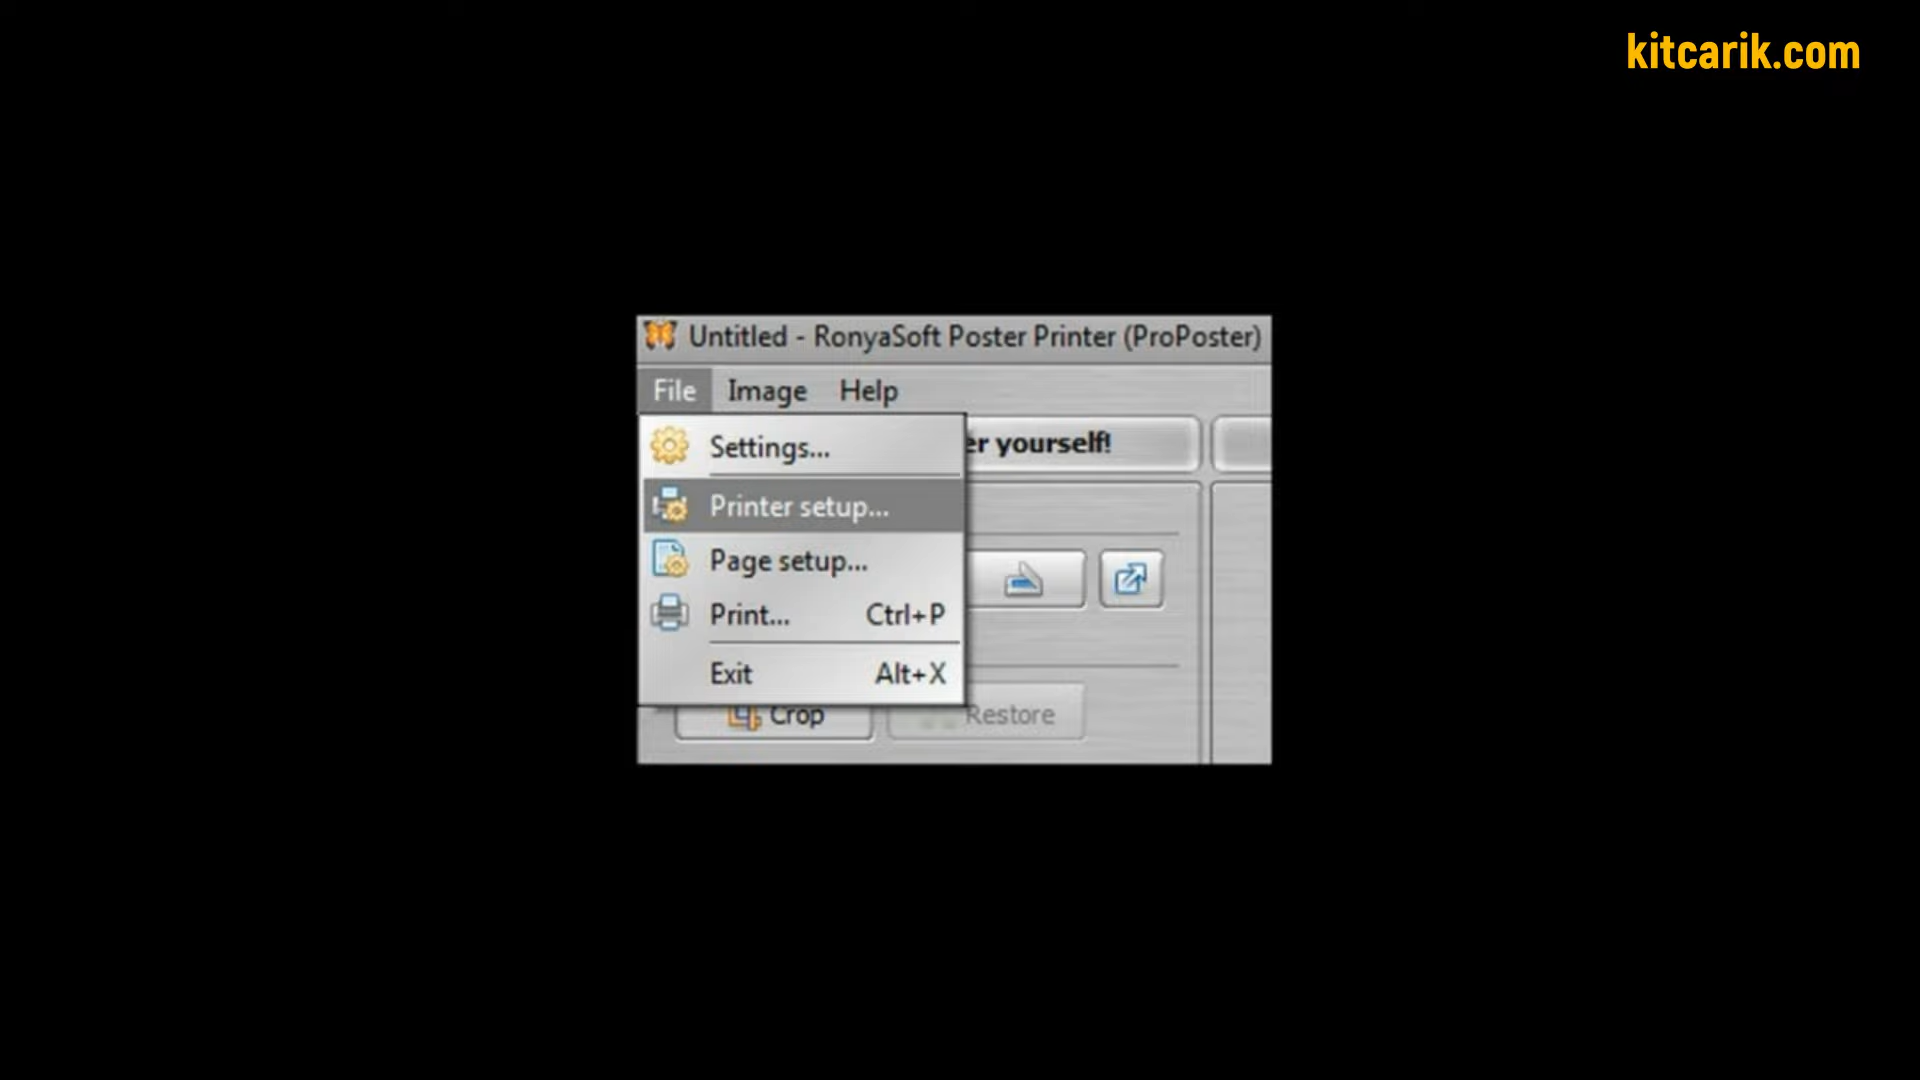 kitcarik.com
Untitled - RonyaSoft Poster Printer (ProPoster)
File Image Help
Settings...
yourself!
Printer setup...
Page setup...
Print... Ctrl+P
Exit Alt+X
Crop Restore